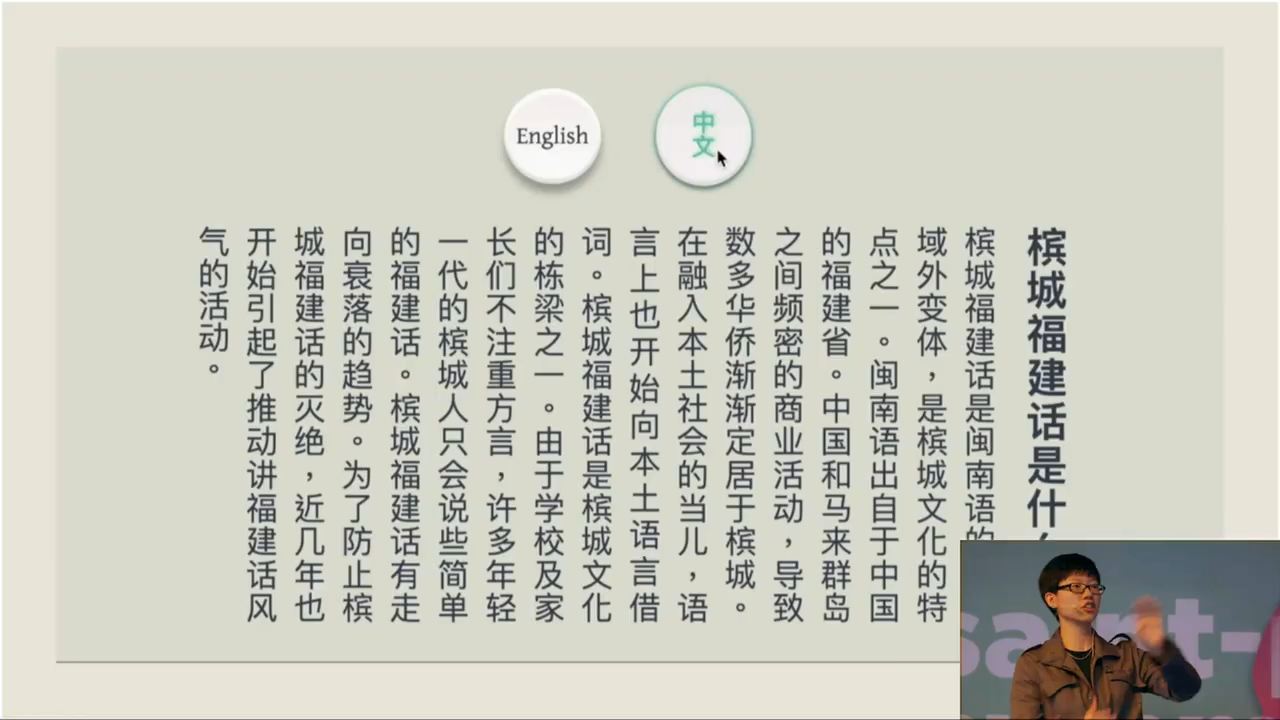 English
中文
槟城福建话是什
槟城福建话是闽南语的
域外变体，是槟城文化的特
点之一。闽南语出自于中国
的福建省。中国和马来群岛
之间频密的商业活动，导致
数多华侨渐渐定居于槟城。
在融入本土社会的当儿，语
言上也开始向本土语言借
词。槟城福建话是槟城文化
的栋梁之一。由于学校及家
长们不注重方言，许多年轻
一代的槟城人只会说些简单
的福建话。槟城福建话有走
向衰落的趋势。为了防止槟
城福建话的灭绝，近几年也
开始引起了推动讲福建话风
气的活动。